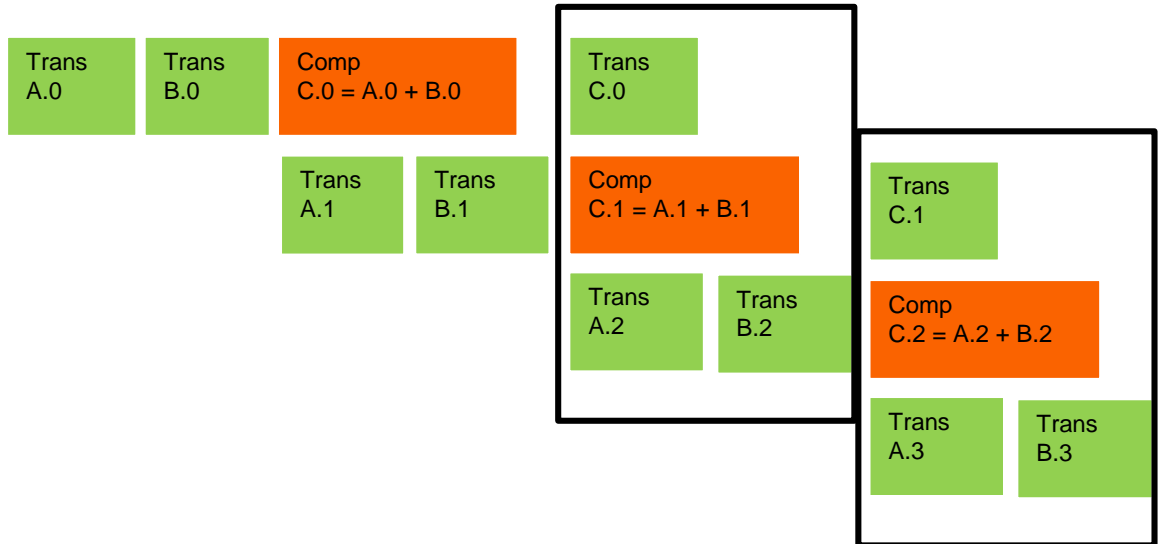 Trans
A.0
Trans
B.0
Comp
C.0 = A.0 + B.0
Trans
C.0
Trans
A.1
Trans
B.1
Comp
C.1 = A.1 + B.1
Trans
C.1
Trans
A.2
Trans
B.2
Comp
C.2 = A.2 + B.2
Trans
A.3
Trans
B.3